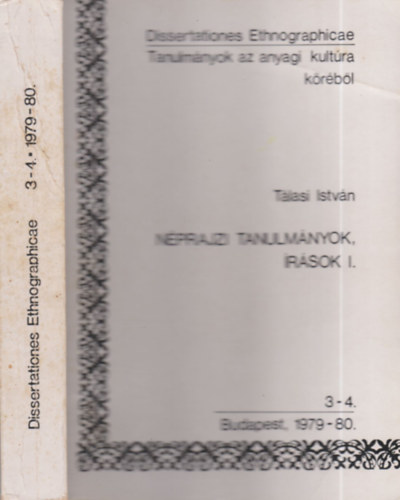 Dissertationes Ethnographicae 3-4. • 1979-80.
Dissertationes Ethnographicae
Tanulmányok az anyagi kultúra
köréből
Tálasi István
NÉPRAJZI TANULMÁNYOK,
IRÁSOK I.
3-4.
Budapest, 1979-80.